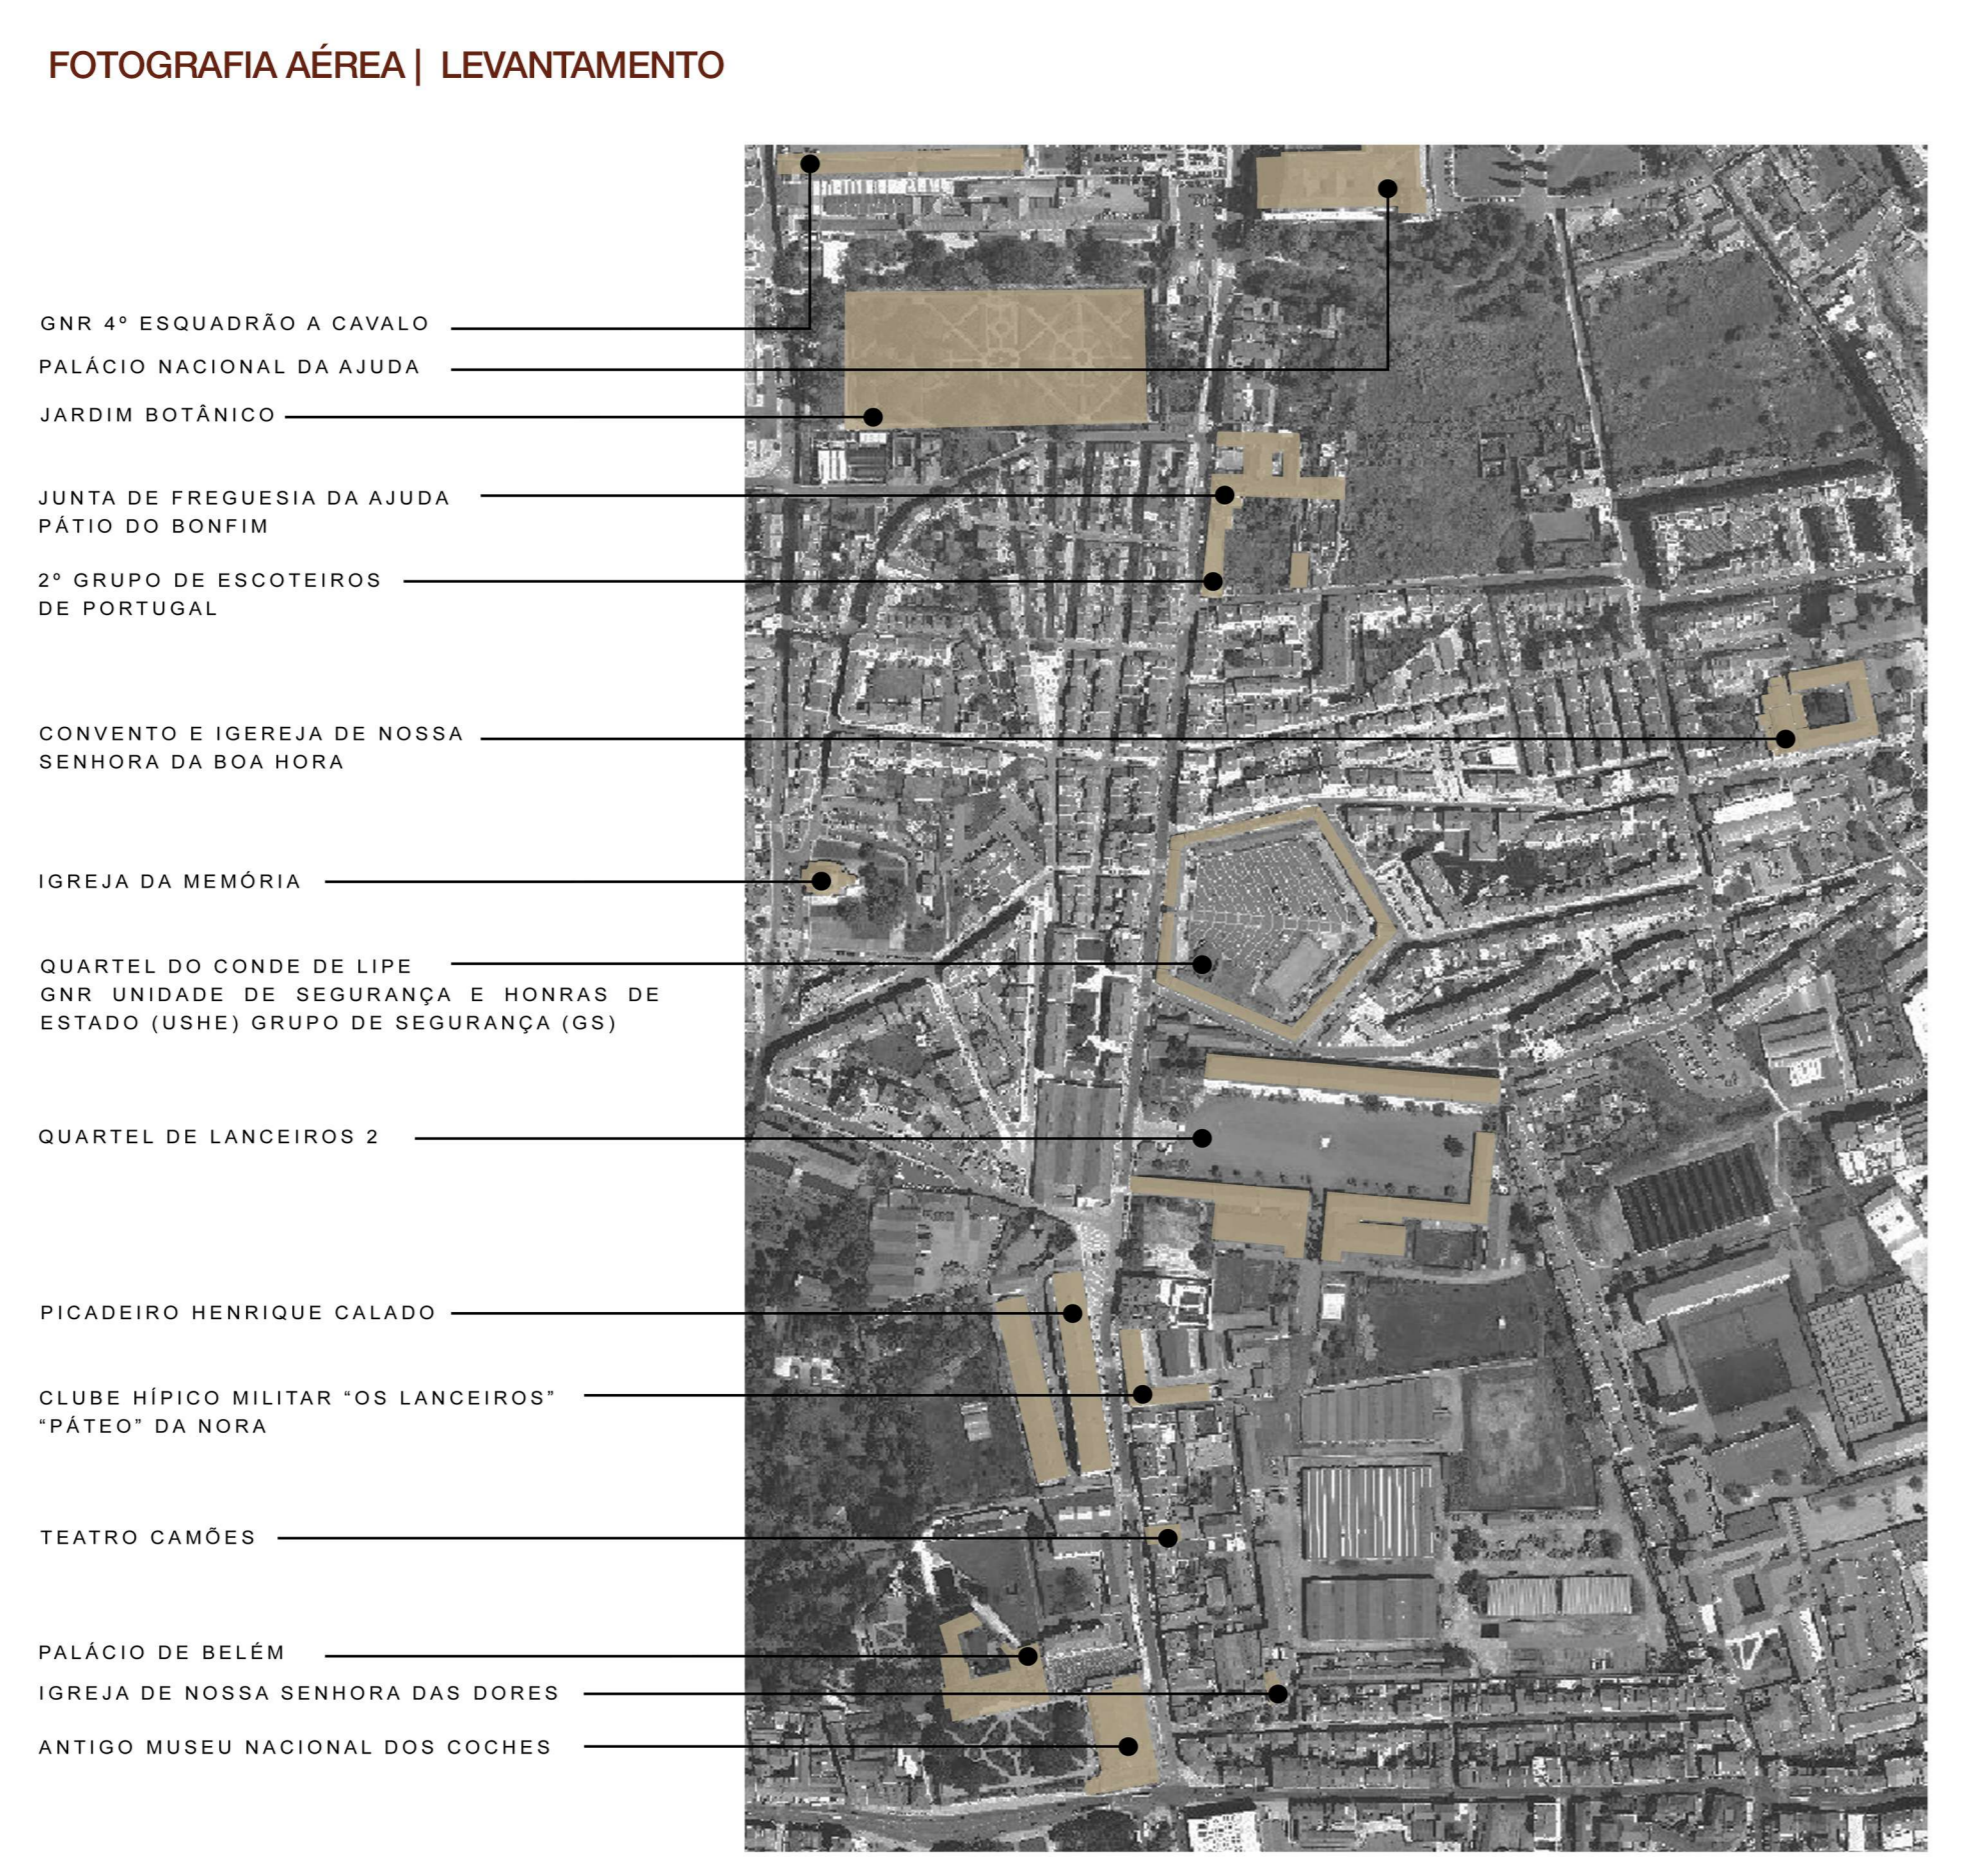 FOTOGRAFIA AÉREA | LEVANTAMENTO
GNR 4º ESQUADRÃO A CAVALO
PALÁCIO NACIONAL DA AJUDA
JARDIM BOTÂNICO
JUNTA DE FREGUESIA DA AJUDA
PÁTIO DO BONFIM
2º GRUPO DE ESCOTEIROS
DE PORTUGAL
CONVENTO E IGEREJA DE NOSSA
SENHORA DA BOA HORA
IGREJA DA MEMÓRIA
QUARTEL DO CONDE DE LIPE
GNR UNIDADE DE SEGURANÇA E HONRAS DE
ESTADO (USHE) GRUPO DE SEGURANÇA (GS)
QUARTEL DE LANCEIROS 2
PICADEIRO HENRIQUE CALADO
CLUBE HÍPICO MILITAR “OS LANCEIROS”
“PÁTEO” DA NORA
TEATRO CAMÕES
PALÁCIO DE BELÉM
IGREJA DE NOSSA SENHORA DAS DORES
ANTIGO MUSEU NACIONAL DOS COCHES